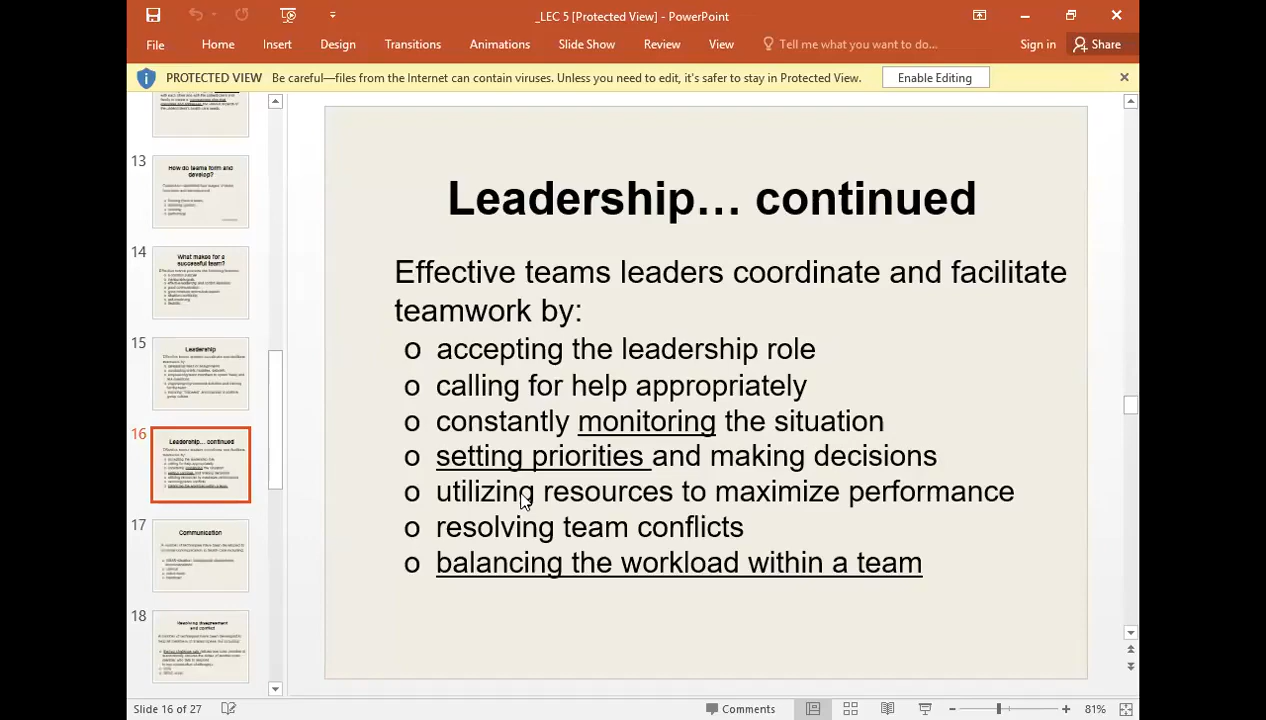 _LEC 5 [Protected View] - PowerPoint
File Home Insert Design Transitions Animations Slide Show Review View Tell me what you want to do... Sign in Share
PROTECTED VIEW Be careful—files from the Internet can contain viruses. Unless you need to edit, it's safer to stay in Protected View. Enable Editing
13
How do teams form and
develop?
14
What makes for a
successful team?
15
Leadership
16
Leadership... continued
17
Communication
18
Resolving disagreement
and conflict
Leadership... continued
Effective teams leaders coordinate and facilitate
teamwork by:
o accepting the leadership role
o calling for help appropriately
o constantly monitoring the situation
o setting priorities and making decisions
o utilizing resources to maximize performance
o resolving team conflicts
o balancing the workload within a team
Slide 16 of 27 Comments 81%